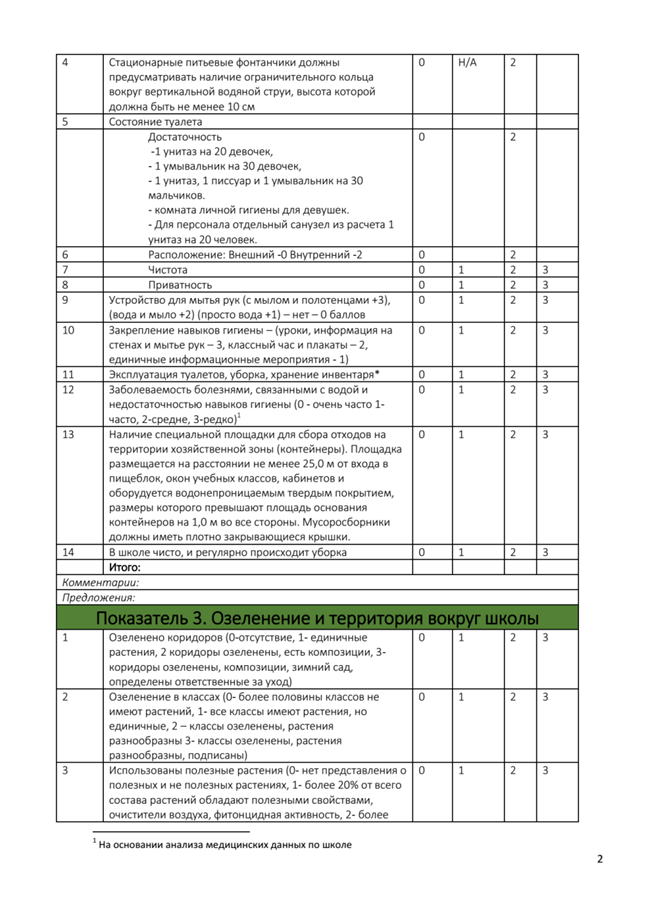 4 Стационарные питьевые фонтанчики должны 0 Н/А 2
предусматривать наличие ограничительного кольца
вокруг вертикальной водяной струи, высота которой
должна быть не менее 10 см
5 Состояние туалета
Достаточность 0 2
-1 унитаз на 20 девочек,
- 1 умывальник на 30 девочек,
- 1 унитаз, 1 писсуар и 1 умывальник на 30
мальчиков.
- комната личной гигиены для девушек.
- Для персонала отдельный санузел из расчета 1
унитаз на 20 человек.
6 Расположение: Внешний -0 Внутренний -2 0 2
7 Чистота 0 1 2 3
8 Приватность 0 1 2 3
9 Устройство для мытья рук (с мылом и полотенцами +3), 0 1 2 3
(вода и мыло +2) (просто вода +1) – нет – 0 баллов
10 Закрепление навыков гигиены – (уроки, информация на 0 1 2 3
стенах и мытье рук – 3, классный час и плакаты – 2,
единичные информационные мероприятия - 1)
11 Эксплуатация туалетов, уборка, хранение инвентаря* 0 1 2 3
12 Заболеваемость болезнями, связанными с водой и 0 1 2 3
недостаточностью навыков гигиены (0 - очень часто 1-
часто, 2-средне, 3-редко)1
13 Наличие специальной площадки для сбора отходов на 0 1 2 3
территории хозяйственной зоны (контейнеры). Площадка
размещается на расстоянии не менее 25,0 м от входа в
пищеблок, окон учебных классов, кабинетов и
оборудуется водонепроницаемым твердым покрытием,
размеры которого превышают площадь основания
контейнеров на 1,0 м во все стороны. Мусоросборники
должны иметь плотно закрывающиеся крышки.
14 В школе чисто, и регулярно происходит уборка 0 1 2 3
Итого:
Комментарии:
Предложения:
Показатель 3. Озеленение и территория вокруг школы
1 Озеленено коридоров (0-отсутствие, 1- единичные 0 1 2 3
растения, 2 коридоры озеленены, есть композиции, 3-
коридоры озеленены, композиции, зимний сад,
определены ответственные за уход)
2 Озеленение в классах (0- более половины классов не 0 1 2 3
имеют растений, 1- все классы имеют растения, но
единичные, 2 – классы озеленены, растения
разнообразны 3- классы озеленены, растения
разнообразны, подписаны)
3 Использованы полезные растения (0- нет представления о 0 1 2 3
полезных и не полезных растениях, 1- более 20% от всего
состава растений обладают полезными свойствами,
очистители воздуха, фитонцидная активность, 2- более
1 На основании анализа медицинских данных по школе
2